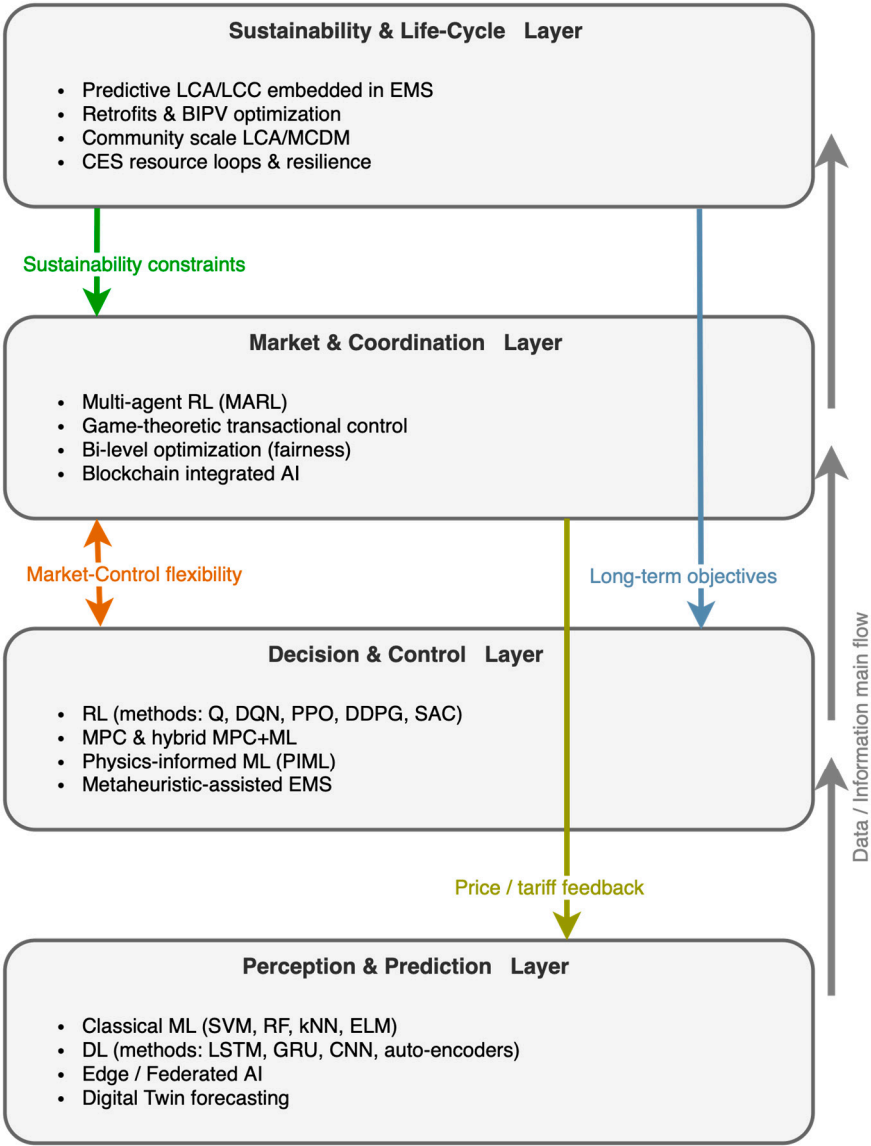 Sustainability & Life-Cycle Layer
• Predictive LCA/LCC embedded in EMS
• Retrofits & BIPV optimization
• Community scale LCA/MCDM
• CES resource loops & resilience
Sustainability constraints
Market & Coordination Layer
• Multi-agent RL (MARL)
• Game-theoretic transactional control
• Bi-level optimization (fairness)
• Blockchain integrated AI
Market-Control flexibility
Long-term objectives
Decision & Control Layer
• RL (methods: Q, DQN, PPO, DDPG, SAC)
• MPC & hybrid MPC+ML
• Physics-informed ML (PIML)
• Metaheuristic-assisted EMS
Price / tariff feedback
Perception & Prediction Layer
• Classical ML (SVM, RF, kNN, ELM)
• DL (methods: LSTM, GRU, CNN, auto-encoders)
• Edge / Federated AI
• Digital Twin forecasting
Data / Information main flow